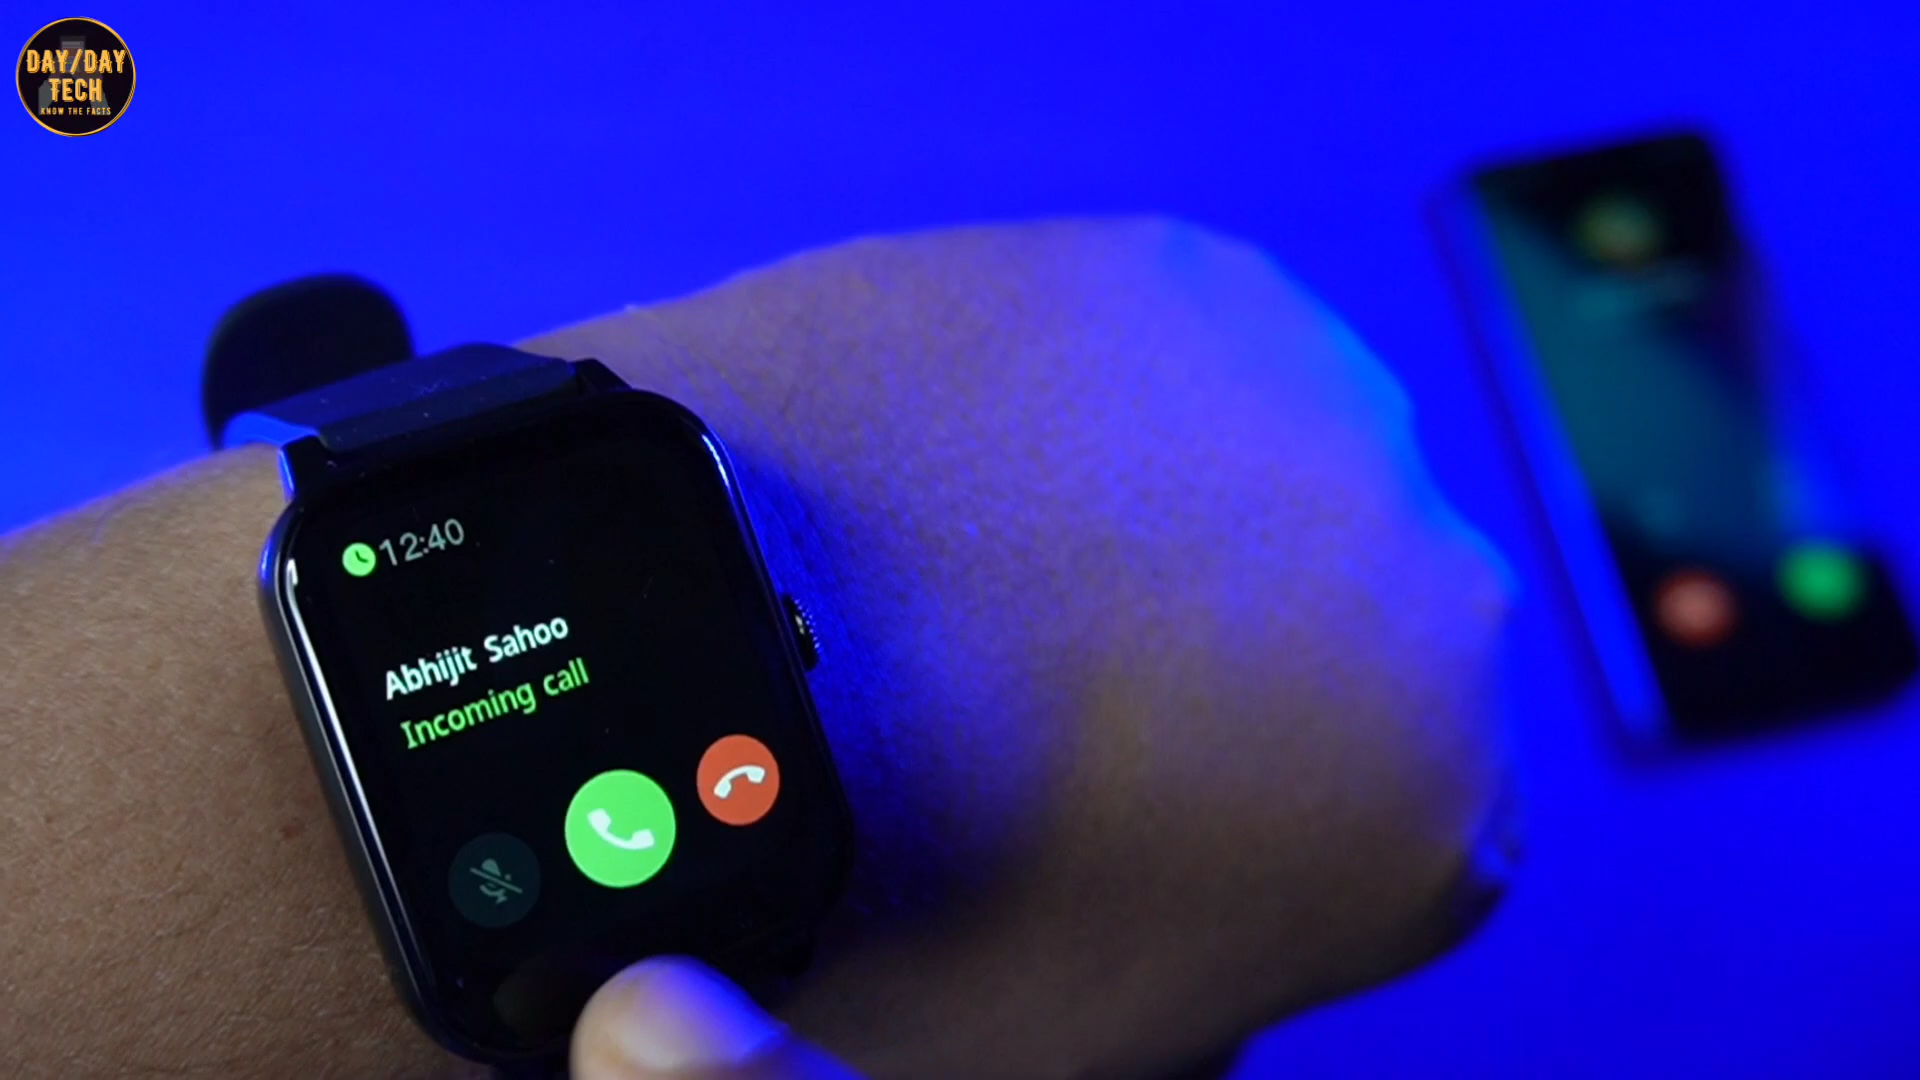 DAY/DAY
TECH
KNOW THE FACTS
12:40
Abhijit Sahoo
Incoming call